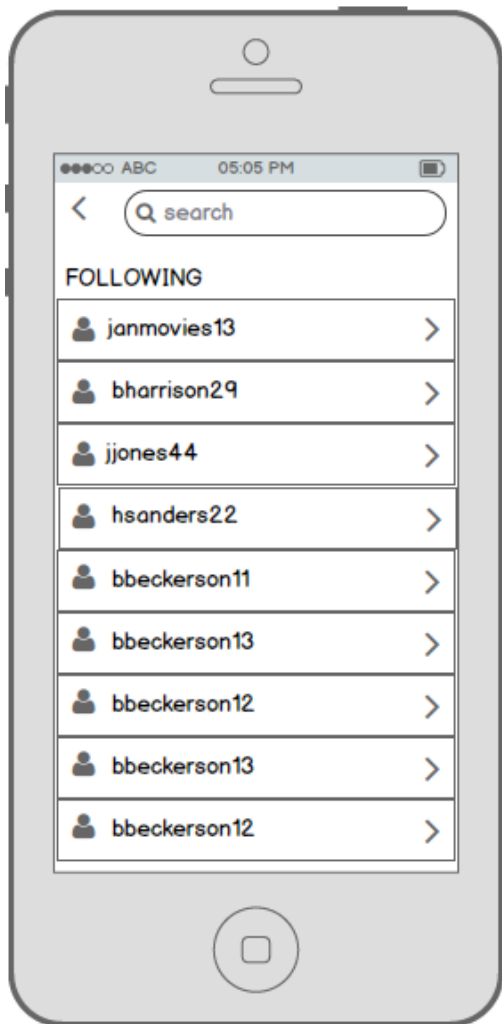 ABC 05:05 PM
search
FOLLOWING
janmovies13
bharrison29
jjones44
hsanders22
bbeckerson11
bbeckerson13
bbeckerson12
bbeckerson13
bbeckerson12